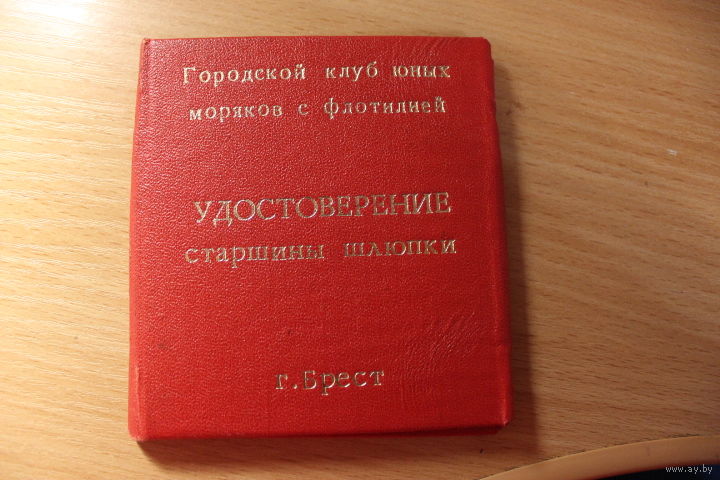 Городской клуб юных
моряков с флотилией
УДОСТОВЕРЕНИЕ
старшины шлюпки
г. Брест
www.ay.by